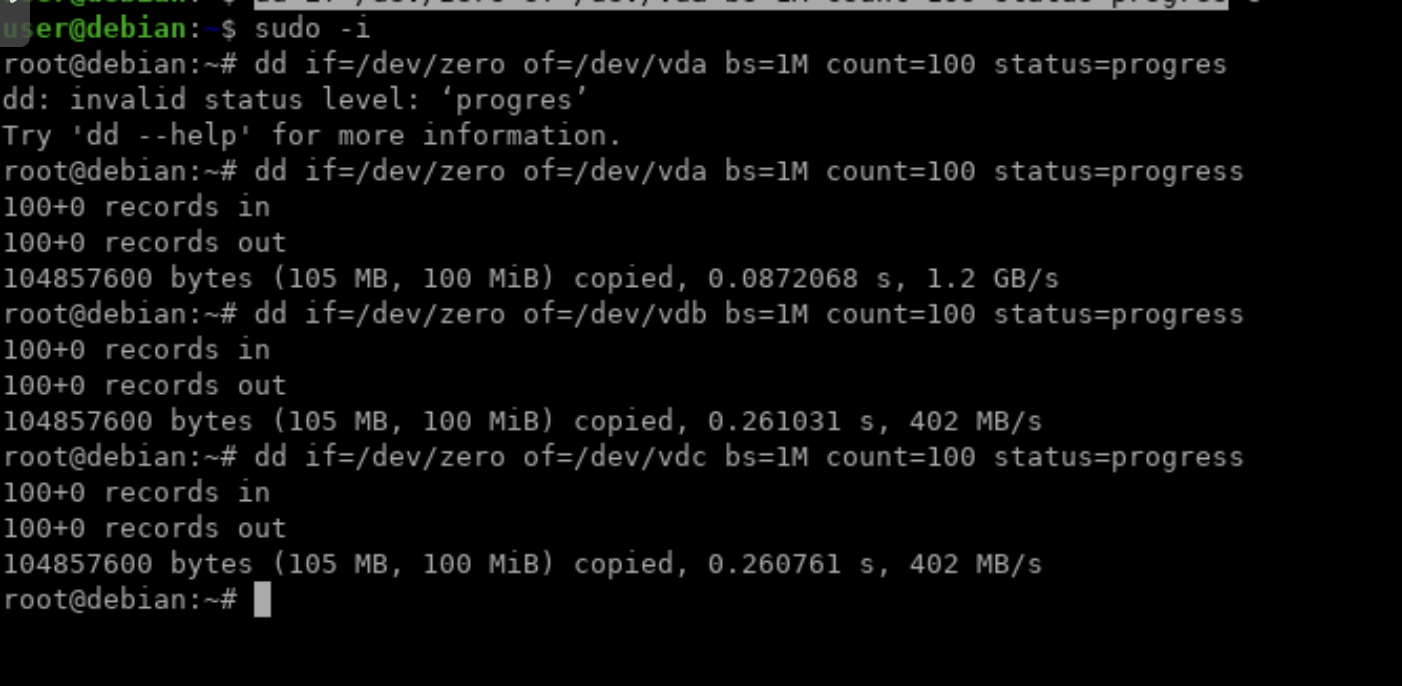 user@debian:~$ sudo -i
root@debian:~# dd if=/dev/zero of=/dev/vda bs=1M count=100 status=progres
dd: invalid status level: ‘progres’
Try 'dd --help' for more information.
root@debian:~# dd if=/dev/zero of=/dev/vda bs=1M count=100 status=progress
100+0 records in
100+0 records out
104857600 bytes (105 MB, 100 MiB) copied, 0.0872068 s, 1.2 GB/s
root@debian:~# dd if=/dev/zero of=/dev/vdb bs=1M count=100 status=progress
100+0 records in
100+0 records out
104857600 bytes (105 MB, 100 MiB) copied, 0.261031 s, 402 MB/s
root@debian:~# dd if=/dev/zero of=/dev/vdc bs=1M count=100 status=progress
100+0 records in
100+0 records out
104857600 bytes (105 MB, 100 MiB) copied, 0.260761 s, 402 MB/s
root@debian:~#